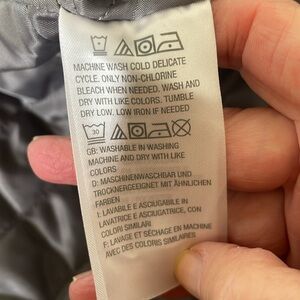 MACHINE WASH COLD DELICATE
CYCLE. ONLY NON-CHLORINE
BLEACH WHEN NEEDED. WASH AND
DRY WITH LIKE COLORS. TUMBLE
DRY LOW. LOW IRON IF NEEDED
30
GB: WASHABLE IN WASHING
MACHINE AND DRY WITH LIKE
COLORS
D: MASCHINENWASCHBAR UND
TROCKNERGEEIGNET MIT ÄHNLICHEN
FARBEN
I: LAVABILE E ASCIUGABILE IN
LAVATRICE E ASCIUGATRICE, CON
COLORI SIMILARI
F: LAVAGE ET SÉCHAGE EN MACHINE
AVEC DES COLORIS SIMILAIRES